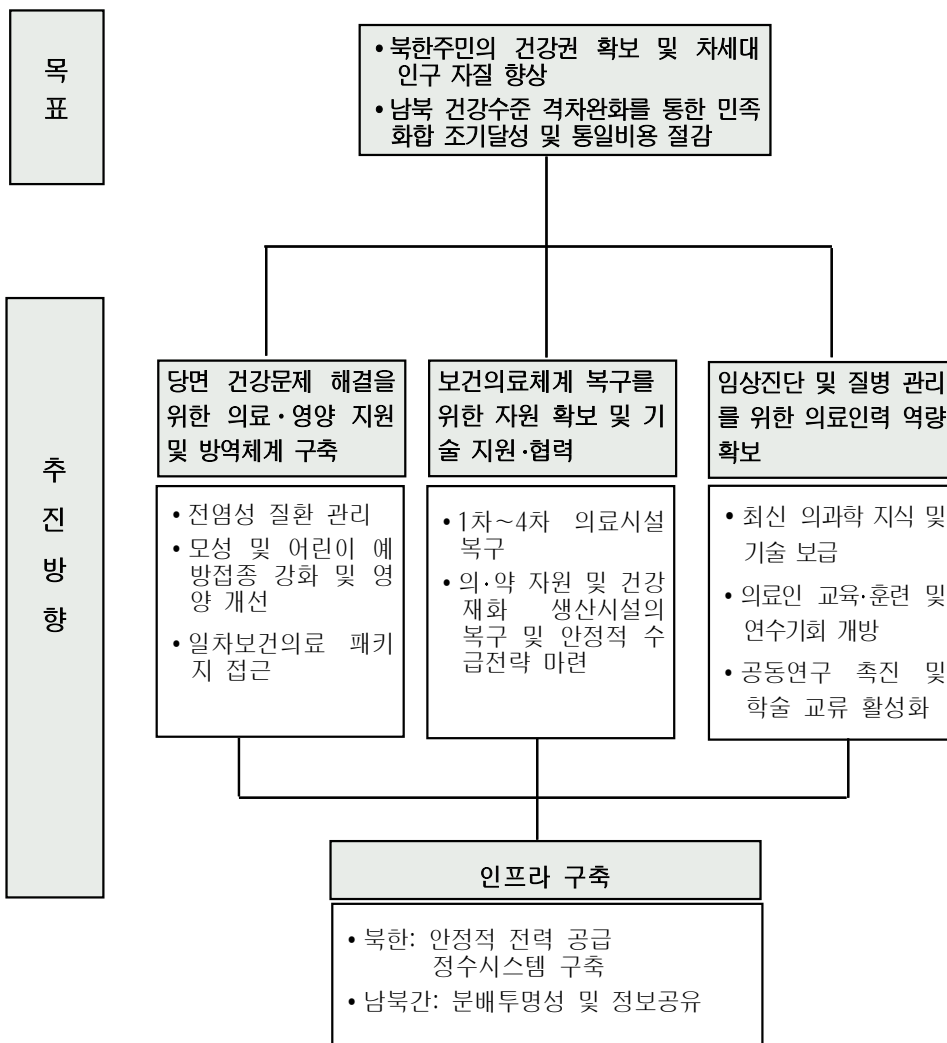 목
표
• 북한주민의 건강권 확보 및 차세대
인구 자질 향상
• 남북 건강수준 격차완화를 통한 민족
화합 조기달성 및 통일비용 절감
추
진
방
향
당면 건강문제 해결을
위한 의료·영양 지원
및 방역체계 구축
• 전염성 질환 관리
• 모성 및 어린이 예
방접종 강화 및 영
양 개선
• 일차보건의료 패키
지 접근
보건의료체계 복구를
위한 자원 확보 및 기
술 지원·협력
• 1차~4차 의료시설
복구
• 의·약 자원 및 건강
재화 생산시설의
복구 및 안정적 수
급전략 마련
임상진단 및 질병 관리
를 위한 의료인력 역량
확보
• 최신 의과학 지식 및
기술 보급
• 의료인 교육·훈련 및
연수기회 개방
• 공동연구 촉진 및
학술 교류 활성화
인프라 구축
• 북한: 안정적 전력 공급
정수시스템 구축
• 남북간: 분배투명성 및 정보공유